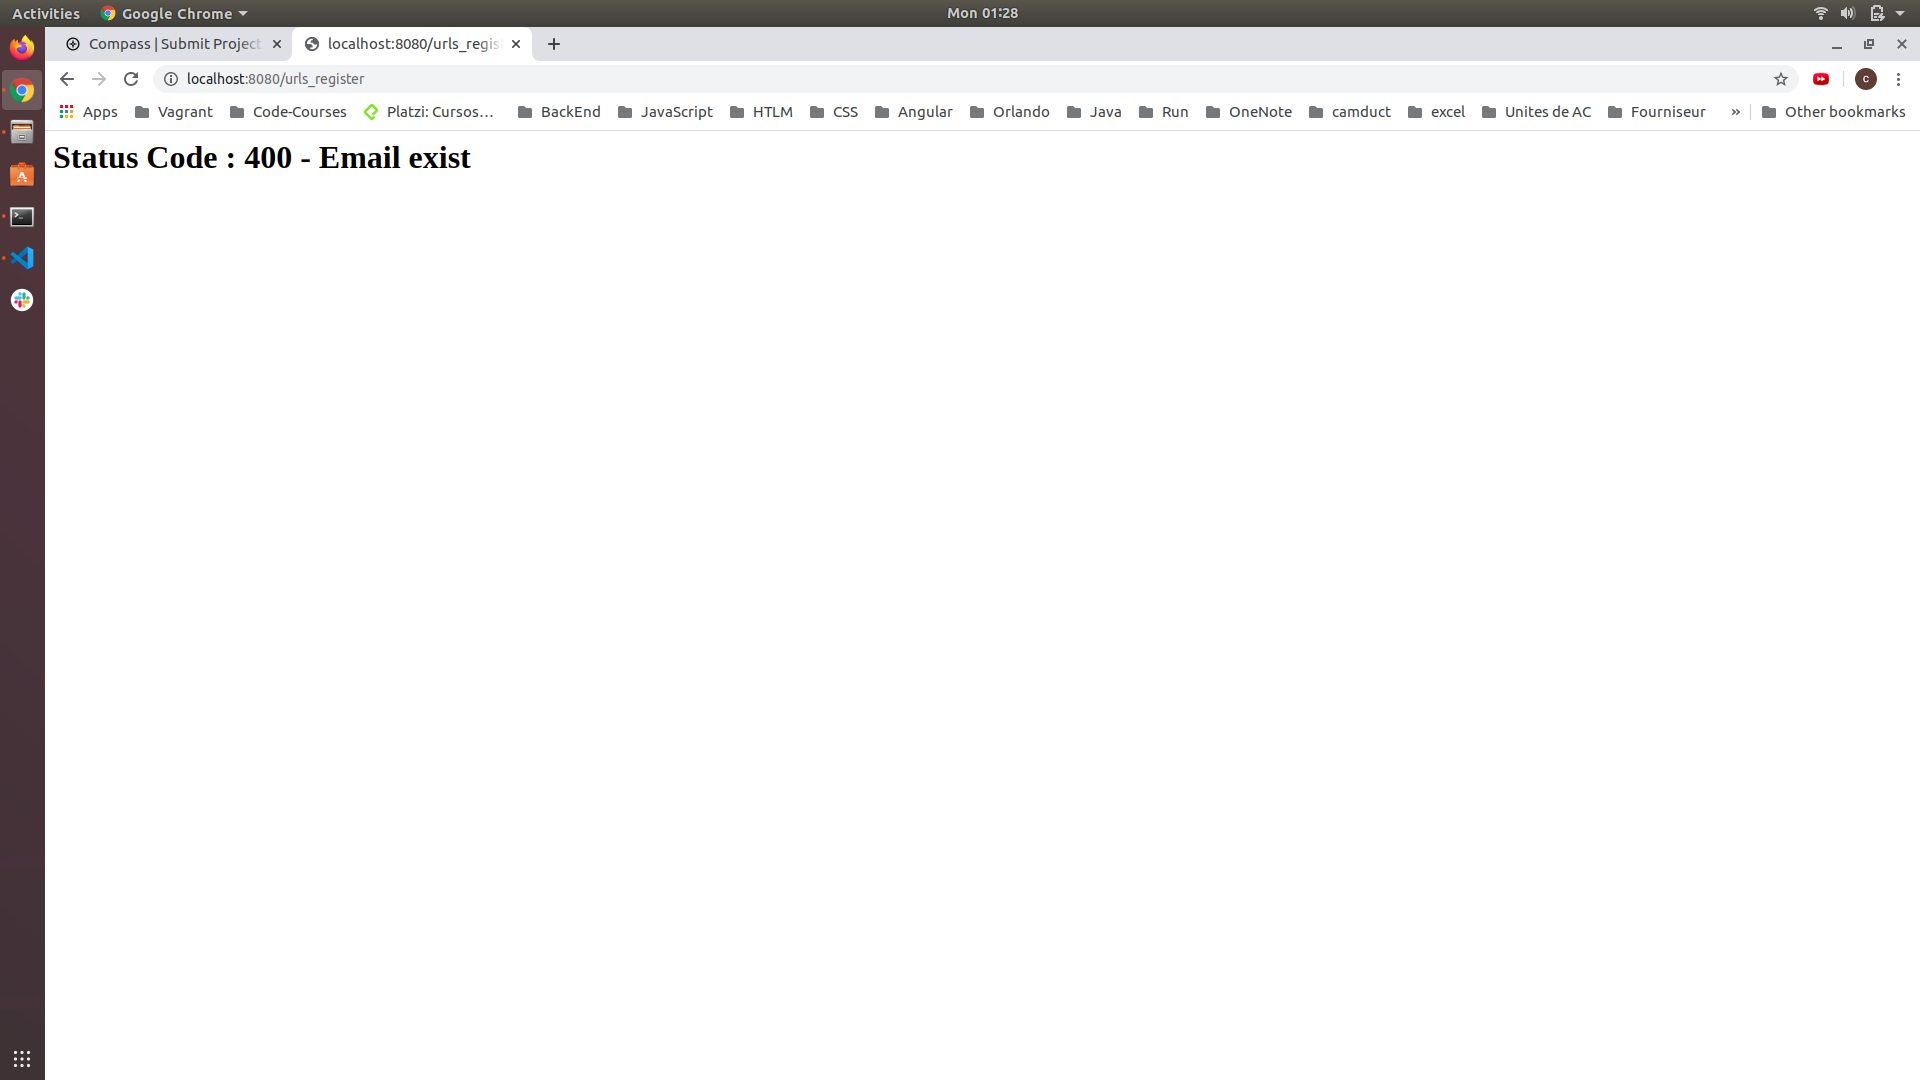 Activities Google Chrome Mon 01:28
Compass | Submit Project localhost:8080/urls_regis
localhost:8080/urls_register C
Apps Vagrant Code-Courses Platzi: Cursos… BackEnd JavaScript HTLM CSS Angular Orlando Java Run OneNote camduct excel Unites de AC Fourniseur » Other bookmarks
Status Code : 400 - Email exist